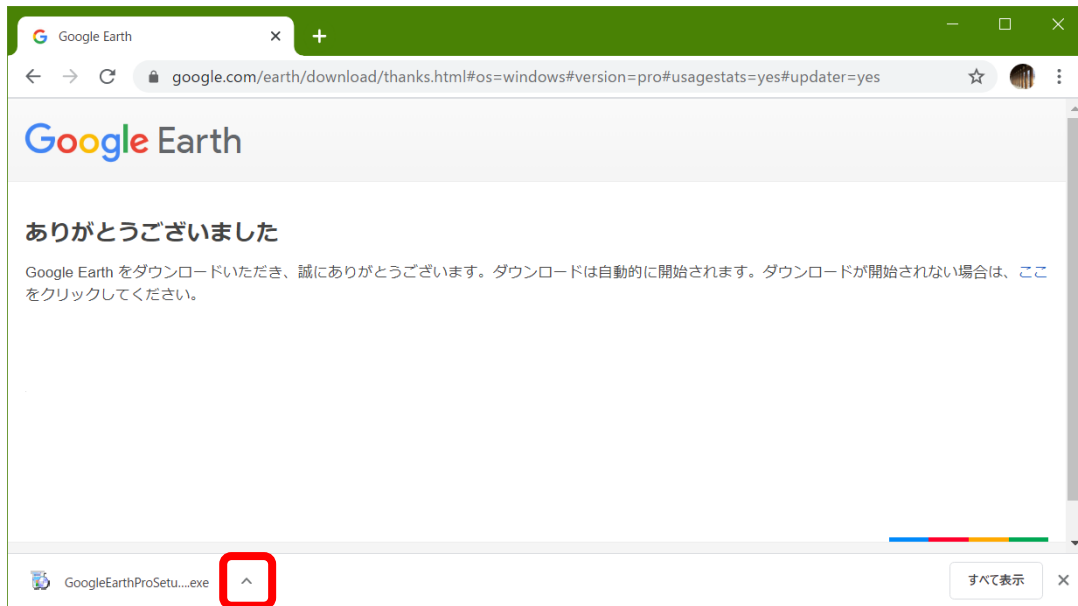 Google Earth
google.com/earth/download/thanks.html#os=windows#version=pro#usagestats=yes#updater=yes
Google Earth
ありがとうございました
Google Earth をダウンロードいただき、誠にありがとうございます。ダウンロードは自動的に開始されます。ダウンロードが開始されない場合は、ここ
をクリックしてください。
GoogleEarthProSetu....exe
すべて表示